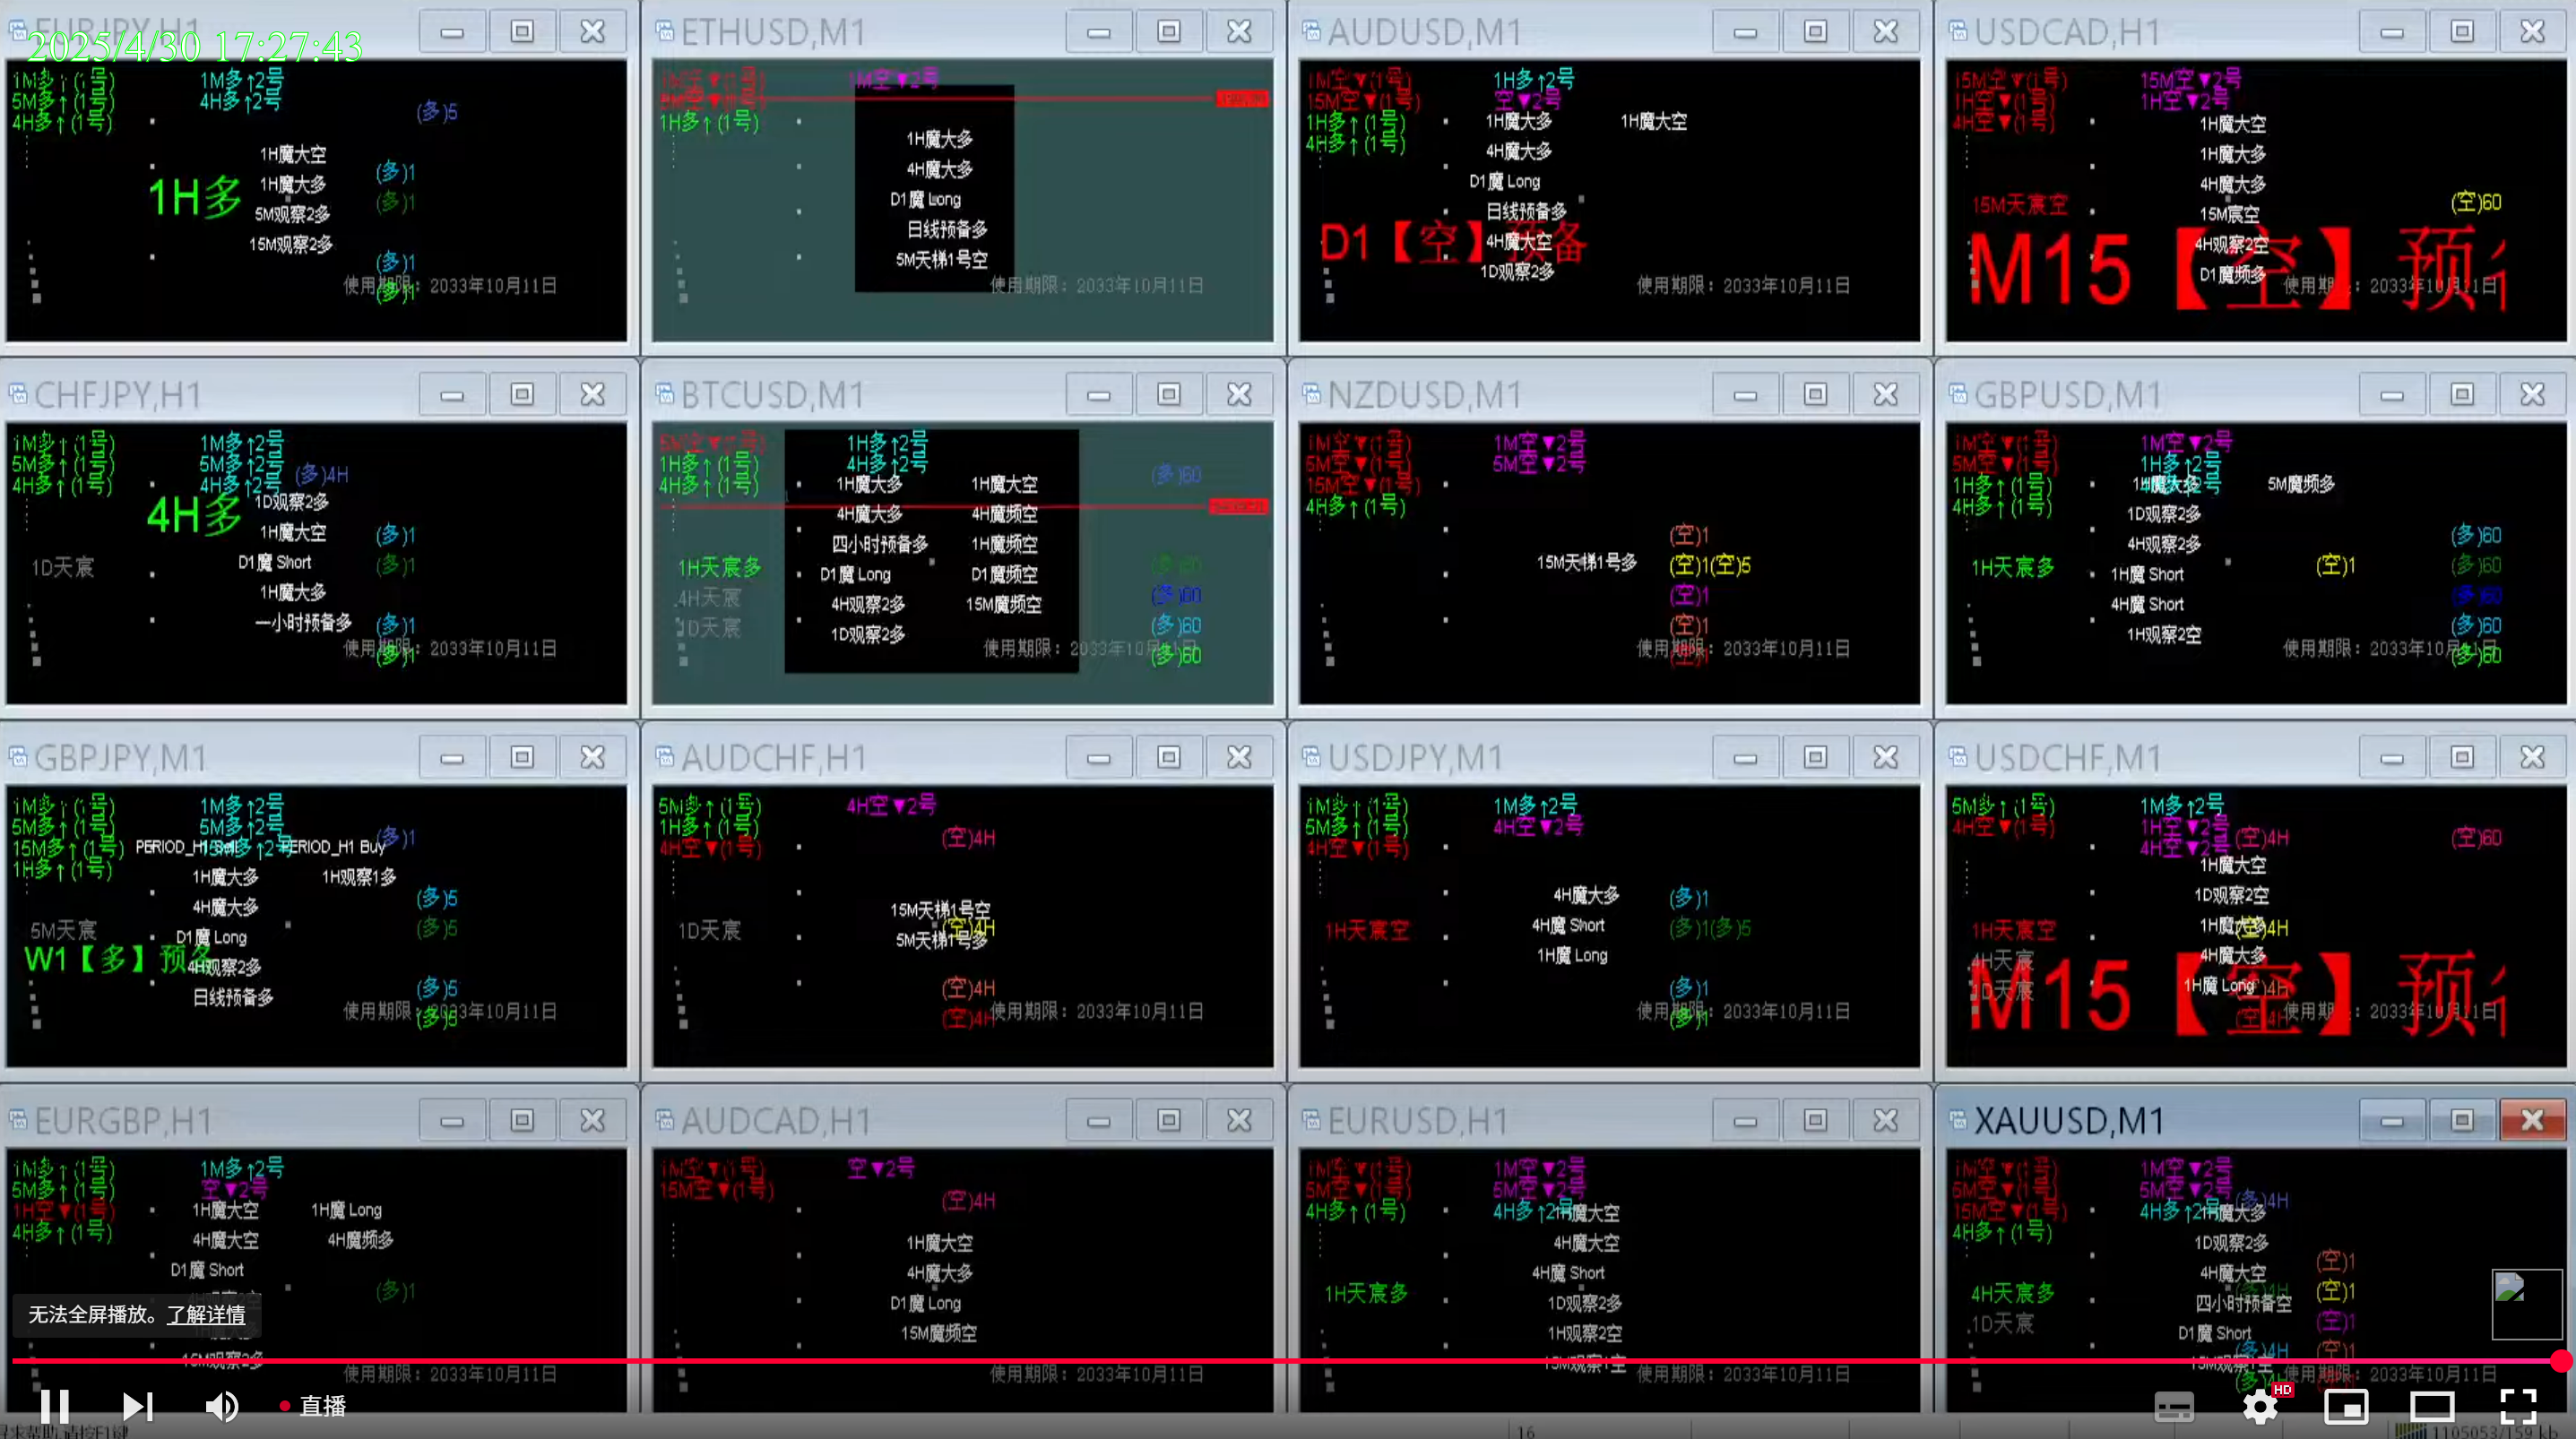 EURJPY,H1
2025/4/30 17:27:43
1M多↑(1号)
5M多↑(1号)
4H多↑(1号)
1M多↑2号
4H多↑2号
(多)5
1H多
1H魔大空
1H魔大多
5M观察2多
15M观察2多
(多)1
(多)1
(多)1
(多)1
使用期限：2033年10月11日
ETHUSD,M1
1H多↑(1号)
1M空▼2号
1H魔大多
4H魔大多
D1魔 Long
日线预备多
5M天梯1号空
使用期限：2033年10月11日
AUDUSD,M1
1M空▼(1号)
15M空▼(1号)
1H多↑(1号)
4H多↑(1号)
1H多↑2号
空▼2号
1H魔大多
1H魔大空
4H魔大多
D1魔 Long
日线预备多
4H魔大空
1D观察2多
D1【空】预备
使用期限：2033年10月11日
USDCAD,H1
15M空▼(1号)
1H空▼(1号)
4H空▼(1号)
15M空▼2号
1H空▼2号
1H魔大空
1H魔大多
4H魔大多
15M宸空
4H观察2空
D1魔频多
15M天宸空
(空)60
M15【空】预
使用期限：2033年10月11日
CHFJPY,H1
1M多↑(1号)
5M多↑(1号)
4H多↑(1号)
1M多↑2号
5M多↑2号
4H多↑2号
(多)4H
4H多
1D天宸
1D观察2多
1H魔大空
D1魔 Short
1H魔大多
一小时预备多
(多)1
(多)1
(多)1
(多)1
使用期限：2033年10月11日
BTCUSD,M1
5M空▼(1号)
1H多↑(1号)
4H多↑(1号)
1H多↑2号
4H多↑2号
(多)60
1H魔大多
1H魔大空
4H魔大多
4H魔频空
四小时预备多
1H魔频空
D1魔 Long
D1魔频空
4H观察2多
15M魔频空
1D观察2多
1H天宸多
4H天宸
1D天宸
(多)60
(多)60
(多)60
(多)60
使用期限：2033年10月11日
NZDUSD,M1
1M空▼(1号)
5M空▼(1号)
15M空▼(1号)
4H多↑(1号)
1M空▼2号
5M空▼2号
15M天梯1号多
(空)1
(空)1(空)5
(空)1
(空)1
(空)1
使用期限：2033年10月11日
GBPUSD,M1
1M空▼(1号)
5M空▼(1号)
1H多↑(1号)
4H多↑(1号)
1M空▼2号
1H多↑2号
1H魔大多
5M魔频多
1D观察2多
4H观察2多
1H魔 Short
4H魔 Short
1H观察2空
1H天宸多
(空)1
(多)60
(多)60
(多)60
(多)60
(多)60
使用期限：2033年10月11日
GBPJPY,M1
1M多↑(1号)
5M多↑(1号)
15M多↑(1号)
1H多↑(1号)
1M多↑2号
5M多↑2号
15M多↑2号
PERIOD_H1 Sell
PERIOD_H1 Buy
(多)1
1H魔大多
1H观察1多
4H魔大多
D1魔 Long
4H观察2多
日线预备多
5M天宸
W1【多】预备
(多)5
(多)5
(多)5
(多)5
使用期限：2033年10月11日
AUDCHF,H1
5M多↑(1号)
1H多↑(1号)
4H空▼(1号)
4H空▼2号
(空)4H
1D天宸
15M天梯1号空
(空)4H
5M天梯1号多
(空)4H
(空)4H
使用期限：2033年10月11日
USDJPY,M1
1M多↑(1号)
5M多↑(1号)
4H空▼(1号)
1M多↑2号
4H空▼2号
4H魔大多
4H魔 Short
1H魔 Long
1H天宸空
(多)1
(多)1(多)5
(多)1
(多)1
使用期限：2033年10月11日
USDCHF,M1
5M多↑(1号)
4H空▼(1号)
1M多↑2号
1H空▼2号
4H空▼2号
(空)4H
(空)60
1H魔大空
1D观察2空
1H魔大多
(空)4H
4H魔大多
1H魔 Long
1H天宸空
4H天宸
1D天宸
(空)4H
(空)4H
M15【空】预
使用期限：2033年10月11日
EURGBP,H1
1M多↑(1号)
5M多↑(1号)
1H空▼(1号)
4H多↑(1号)
1M多↑2号
空▼2号
1H魔大空
1H魔 Long
4H魔大空
4H魔频多
D1魔 Short
4H观察2空
15M观察2多
(多)1
使用期限：2033年10月11日
AUDCAD,H1
1M空▼(1号)
15M空▼(1号)
空▼2号
(空)4H
1H魔大空
4H魔大多
D1魔 Long
15M魔频空
使用期限：2033年10月11日
EURUSD,H1
1M空▼(1号)
5M空▼(1号)
4H多↑(1号)
1M空▼2号
5M空▼2号
4H多↑2号
1H魔大空
4H魔大空
4H魔 Short
1D观察2多
1H观察2空
15M观察1空
1H天宸多
使用期限：2033年10月11日
XAUUSD,M1
1M空▼(1号)
5M空▼(1号)
15M空▼(1号)
4H多↑(1号)
1M空▼2号
5M空▼2号
4H多↑2号
(多)4H
1H魔大多
1D观察2多
4H魔大空
四小时预备空
D1魔 Short
15M观察1空
4H天宸多
1D天宸
(空)1
(空)1
(空)1
(空)1
(多)4H
(多)4H
使用期限：2033年10月11日
无法全屏播放。了解详情
直播
HD
16
1105053/159 kb